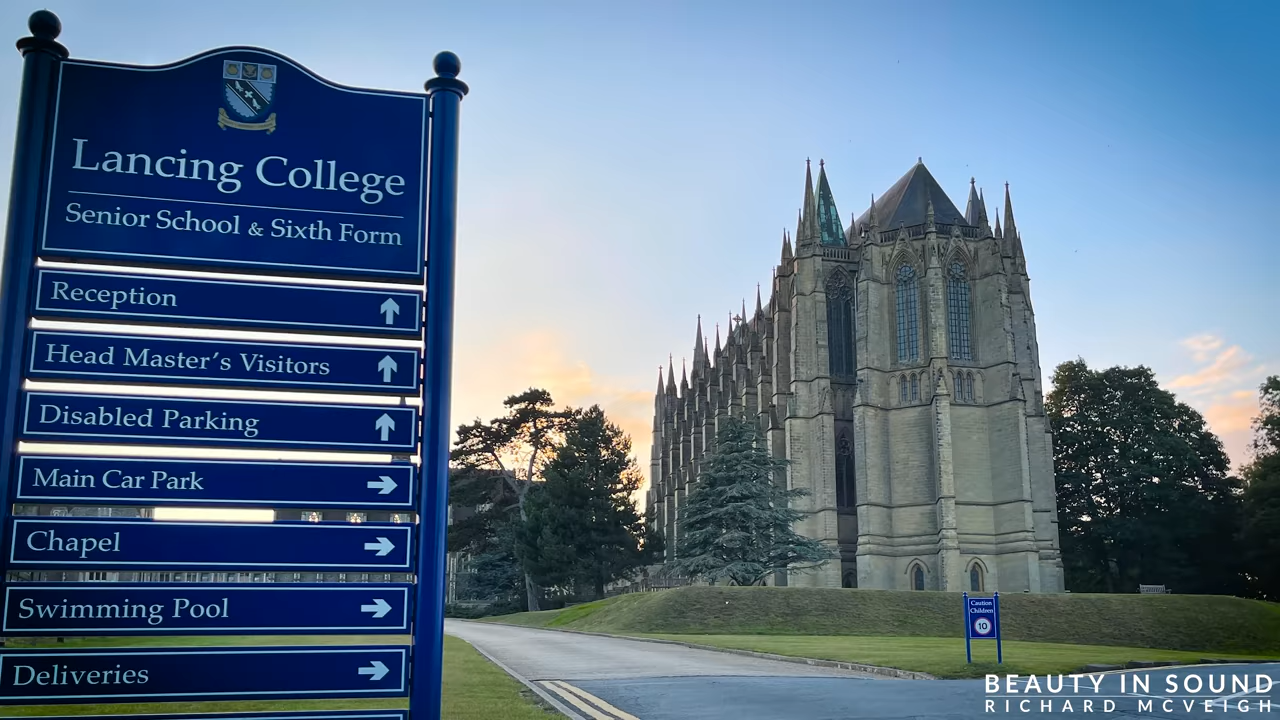 Lancing College
Senior School & Sixth Form
Reception
Head Master's Visitors
Disabled Parking
Main Car Park
Chapel
Swimming Pool
Deliveries
Caution
Children
10
BEAUTY IN SOUND
RICHARD MCVEIGH